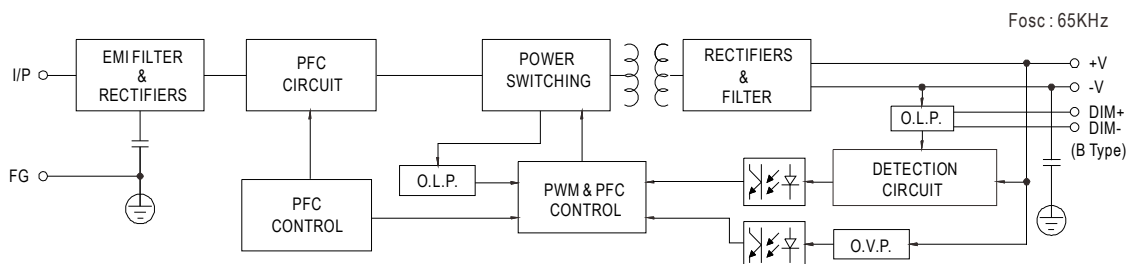 Fosc : 65KHz
I/P
EMI FILTER
&
RECTIFIERS
PFC
CIRCUIT
POWER
SWITCHING
RECTIFIERS
&
FILTER
+V
-V
DIM+
DIM-
(B Type)
O.L.P.
DETECTION
CIRCUIT
FG
O.L.P.
PFC
CONTROL
PWM & PFC
CONTROL
O.V.P.